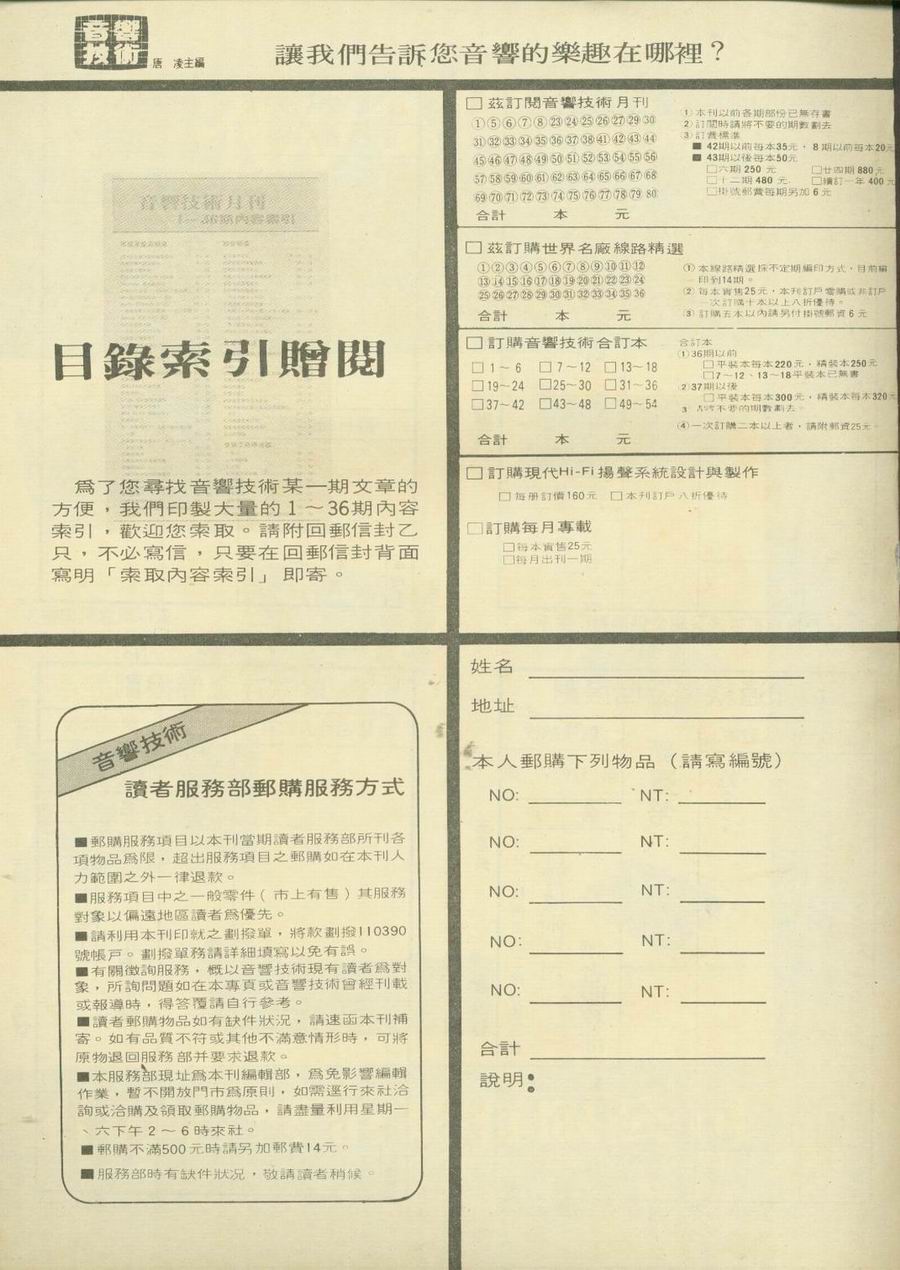 音響
技術
唐 凌主編
讓我們告訴您音響的樂趣在哪裡？
音響技術月刊
1～36期內容索引
目錄索引贈閱
爲了您尋找音響技術某一期文章的
方便，我們印製大量的1～36期內容
索引，歡迎您索取。請附回郵信封乙
只，不必寫信，只要在回郵信封背面
寫明「索取內容索引」即寄。
□ 茲訂閱音響技術月刊
①⑤⑥⑦⑧㉓㉔㉕㉖㉗㉘㉙㉚
㉛㉜㉝㉞㉟㊱㊲㊳㊶㊷㊸㊹
㊺㊻㊼㊽㊾㊿(51)(52)(53)(54)(55)(56)
(57)(58)(59)(60)(61)(62)(63)(64)(65)(66)(67)(68)
(69)(70)(71)(72)(73)(74)(75)(76)(77)(78)(79)80
合計 本 元
1)本刊以前各期部份已無存書
2)訂閱時請將不要的期數劃去
3)訂費標準
■ 42期以前每本35元，8期以前每本20元
■ 43期以後每本50元
□六期250元 □廿四期880元
□十二期480元 □續訂一年400元
□掛號郵費每期另加6元
□ 茲訂購世界名廠線路精選
①②③④⑤⑥⑦⑧⑨⑩⑪⑫
⑬⑭⑮⑯⑰⑱⑲⑳㉑㉒㉓㉔
㉕㉖㉗㉘㉙㉚㉛㉜㉝㉞㉟㊱
合計 本 元
①本線路精選採不定期編印方式，目前編
印到14期。
②每本實售25元，本刊訂戶零購或非訂戶
一次訂購十本以上八折優待。
③訂購五本以內請另付掛號郵資6元
□ 訂購音響技術合訂本
□ 1～6 □ 7～12 □ 13～18
□19～24 □25～30 □31～36
□37～42 □43～48 □49～54
合計 本 元
合訂本
①36期以前
□平裝本每本220元，精裝本250元
□7～12、13～18平裝本已無書
②37期以後
□平裝本每本300元，精裝本每本320元
不要的期數劃去。
④一次訂購二本以上者，請附郵資25元。
□ 訂購現代Hi-Fi揚聲系統設計與製作
□ 每册訂價160元 □ 本刊訂戶八折優待
□訂購每月專載
□每本實售25元
□每月出刊一期
音響技術
讀者服務部郵購服務方式
■郵購服務項目以本刊當期讀者服務部所刊各
項物品爲限，超出服務項目之郵購如在本刊人
力範圍之外一律退款。
■服務項目中之一般零件（市上有售）其服務
對象以偏遠地區讀者爲優先。
■請利用本刊印就之劃撥單，將款劃撥110390
號帳戶。劃撥單務請詳細填寫以免有誤。
■有關徵詢服務，概以音響技術現有讀者爲對
象，所詢問題如在本專頁或音響技術曾經刊載
或報導時，得答覆請自行參考。
■讀者郵購物品如有缺件狀況，請速函本刊補
寄。如有品質不符或其他不滿意情形時，可將
原物退回服務部并要求退款。
■本服務部現址爲本刊編輯部，爲免影響編輯
作業，暫不開放門市爲原則，如需逕行來社洽
詢或洽購及領取郵購物品，請盡量利用星期一
、六下午2～6時來社。
■郵購不滿500元時請另加郵費14元。
■服務部時有缺件狀况，敬請讀者稍候。
姓名
地址
本人郵購下列物品（請寫編號）
NO: NT:
NO: NT:
NO: NT:
NO: NT:
NO: NT:
合計
說明：